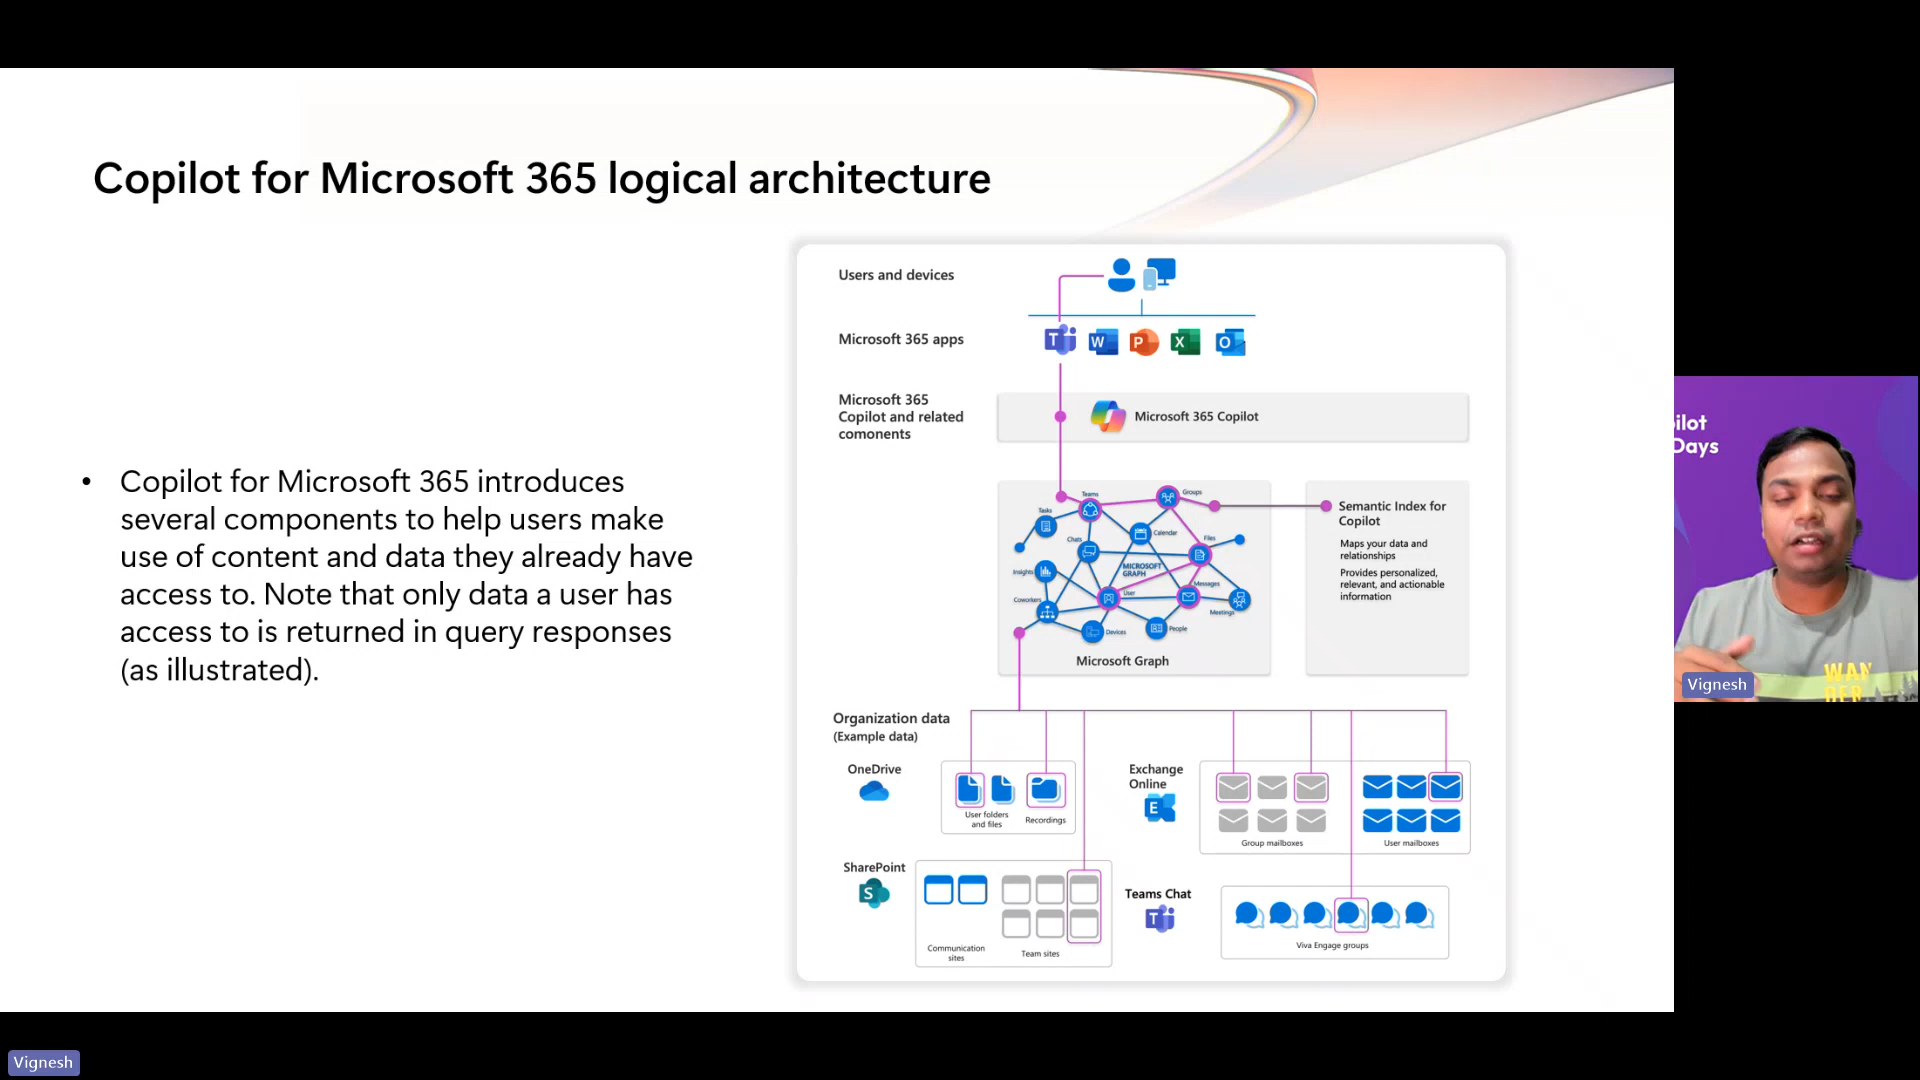 Copilot for Microsoft 365 logical architecture
• Copilot for Microsoft 365 introduces
several components to help users make
use of content and data they already have
access to. Note that only data a user has
access to is returned in query responses
(as illustrated).
Users and devices
Microsoft 365 apps
T W P X O
Microsoft 365
Copilot and related
comonents
Microsoft 365 Copilot
Teams
Groups
Tasks
Calendar
Chats
Files
MICROSOFT
GRAPH
Insights
Messages
User
Coworkers
Meetings
Devices
People
Microsoft Graph
Semantic Index for
Copilot
Maps your data and
relationships
Provides personalized,
relevant, and actionable
information
Organization data
(Example data)
OneDrive
User folders
and files
Recordings
Exchange
Online
E
Group mailboxes
User mailboxes
SharePoint
S
Communication
sites
Team sites
Teams Chat
T
Viva Engage groups
ilot
Days
WAN
DER
Vignesh
Vignesh